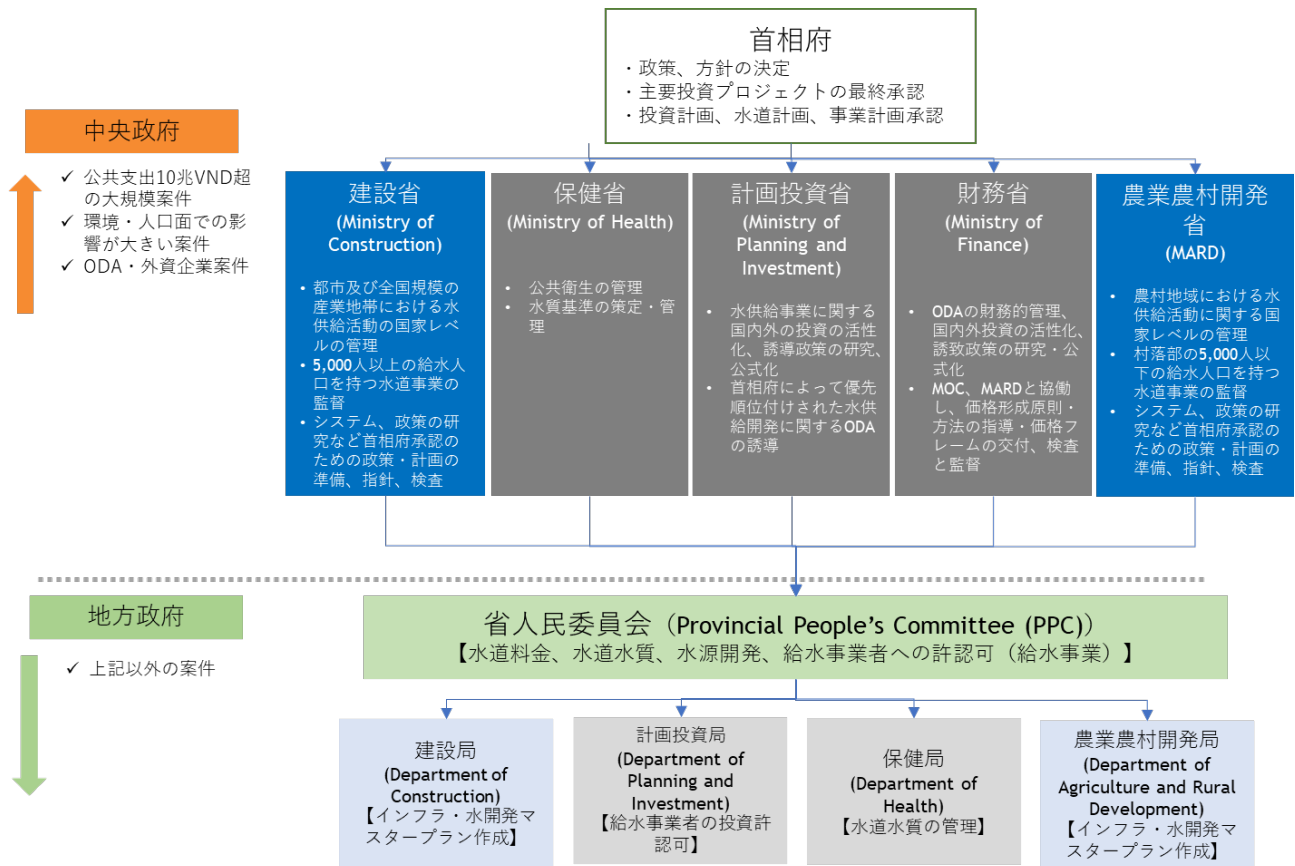 首相府
・政策、方針の決定
・主要投資プロジェクトの最終承認
・投資計画、水道計画、事業計画承認
中央政府
✓ 公共支出10兆VND超
の大規模案件
✓ 環境・人口面での影
響が大きい案件
✓ ODA・外資企業案件
建設省
(Ministry of
Construction)
• 都市及び全国規模の
産業地帯における水
供給活動の国家レベ
ルの管理
• 5,000人以上の給水人
口を持つ水道事業の
監督
• システム、政策の研
究など首相府承認の
ための政策・計画の
準備、指針、検査
保健省
(Ministry of Health)
• 公共衛生の管理
• 水質基準の策定・管
理
計画投資省
(Ministry of
Planning and
Investment)
• 水供給事業に関する
国内外の投資の活性
化、誘導政策の研究、
公式化
• 首相府によって優先
順位付けされた水供
給開発に関するODA
の誘導
財務省
(Ministry of
Finance)
• ODAの財務的管理、
国内外投資の活性化、
誘致政策の研究・公
式化
• MOC、MARDと協働
し、価格形成原則・
方法の指導・価格フ
レームの交付、検査
と監督
農業農村開発
省
(MARD)
• 農村地域における水
供給活動に関する国
家レベルの管理
• 村落部の5,000人以
下の給水人口を持つ
水道事業の監督
• システム、政策の研
究など首相府承認の
ための政策・計画の
準備、指針、検査
地方政府
✓ 上記以外の案件
省人民委員会（Provincial People’s Committee (PPC)）
【水道料金、水道水質、水源開発、給水事業者への許認可（給水事業）】
建設局
(Department of
Construction)
【インフラ・水開発マ
スタープラン作成】
計画投資局
(Department of
Planning and
Investment)
【給水事業者の投資許
認可】
保健局
(Department of
Health)
【水道水質の管理】
農業農村開発局
(Department of
Agriculture and Rural
Development)
【インフラ・水開発マ
スタープラン作成】